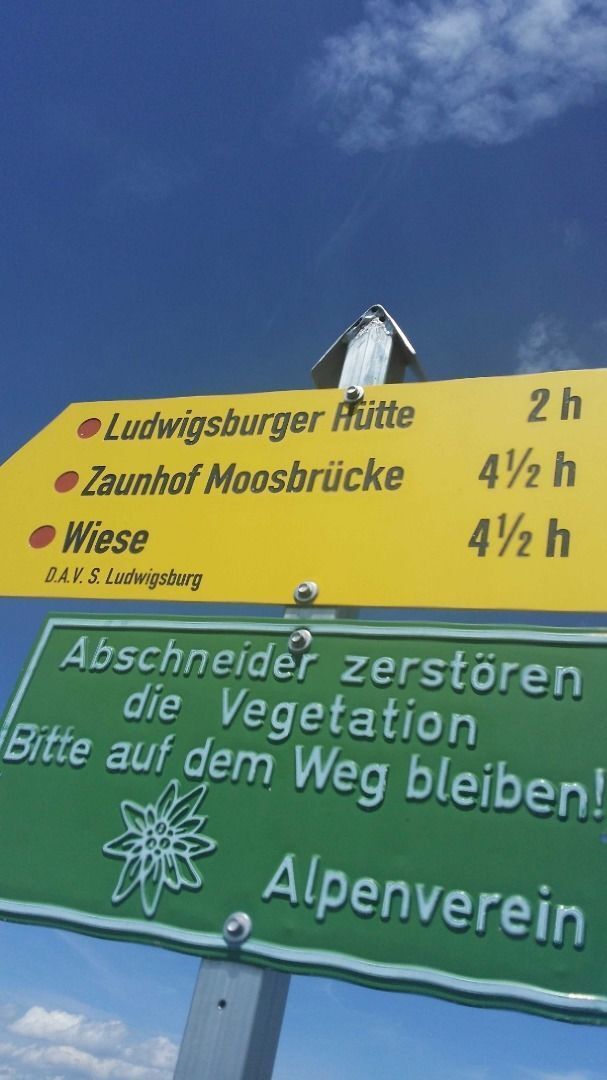 Ludwigsburger Hütte 2 h
Zaunhof Moosbrücke 4½ h
Wiese 4½ h
D.A.V. S. Ludwigsburg
Abschneider zerstören
die Vegetation
Bitte auf dem Weg bleiben!
Alpenverein